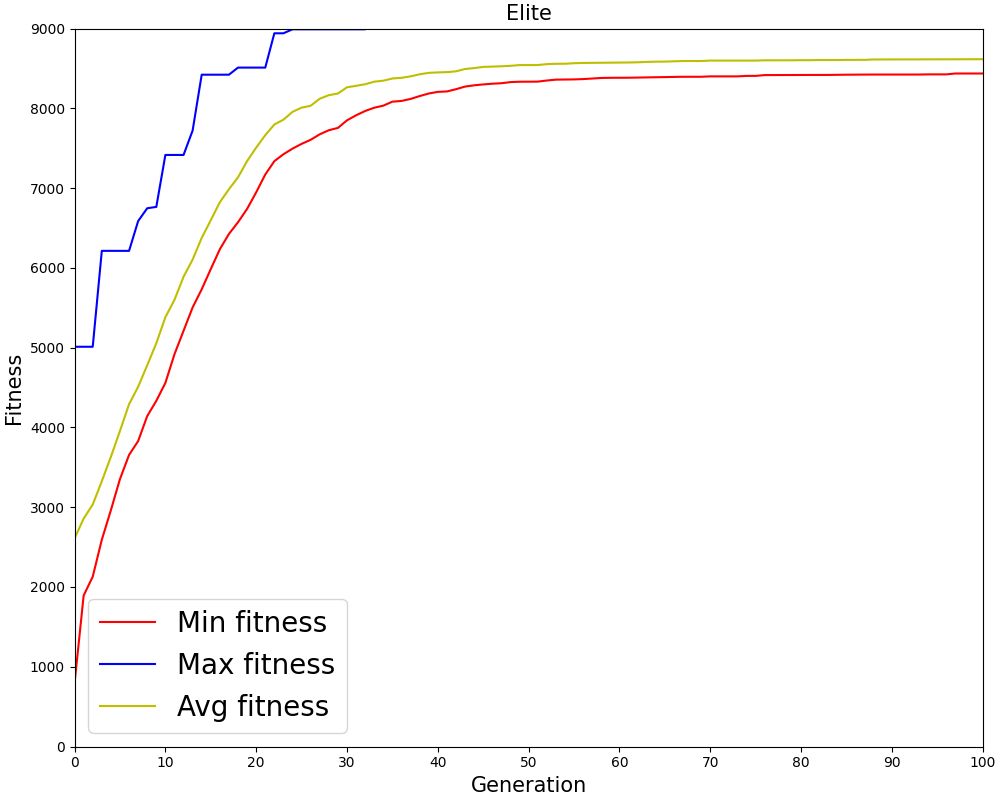 Elite
9000
8000
7000
6000
5000
4000
3000
2000
1000
0
Fitness
Min fitness
Max fitness
Avg fitness
0 10 20 30 40 50 60 70 80 90 100
Generation